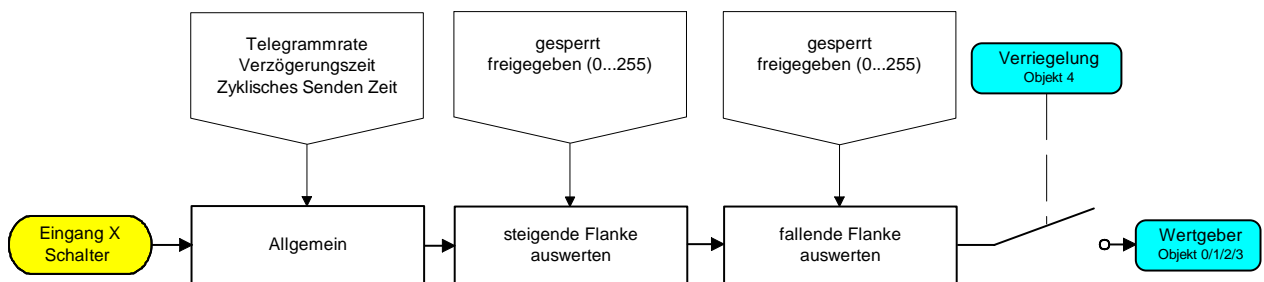 Telegrammrate
Verzögerungszeit
Zyklisches Senden Zeit
gesperrt
freigegeben (0...255)
gesperrt
freigegeben (0...255)
Verriegelung
Objekt 4
Eingang X
Schalter
Allgemein
steigende Flanke
auswerten
fallende Flanke
auswerten
Wertgeber
Objekt 0/1/2/3